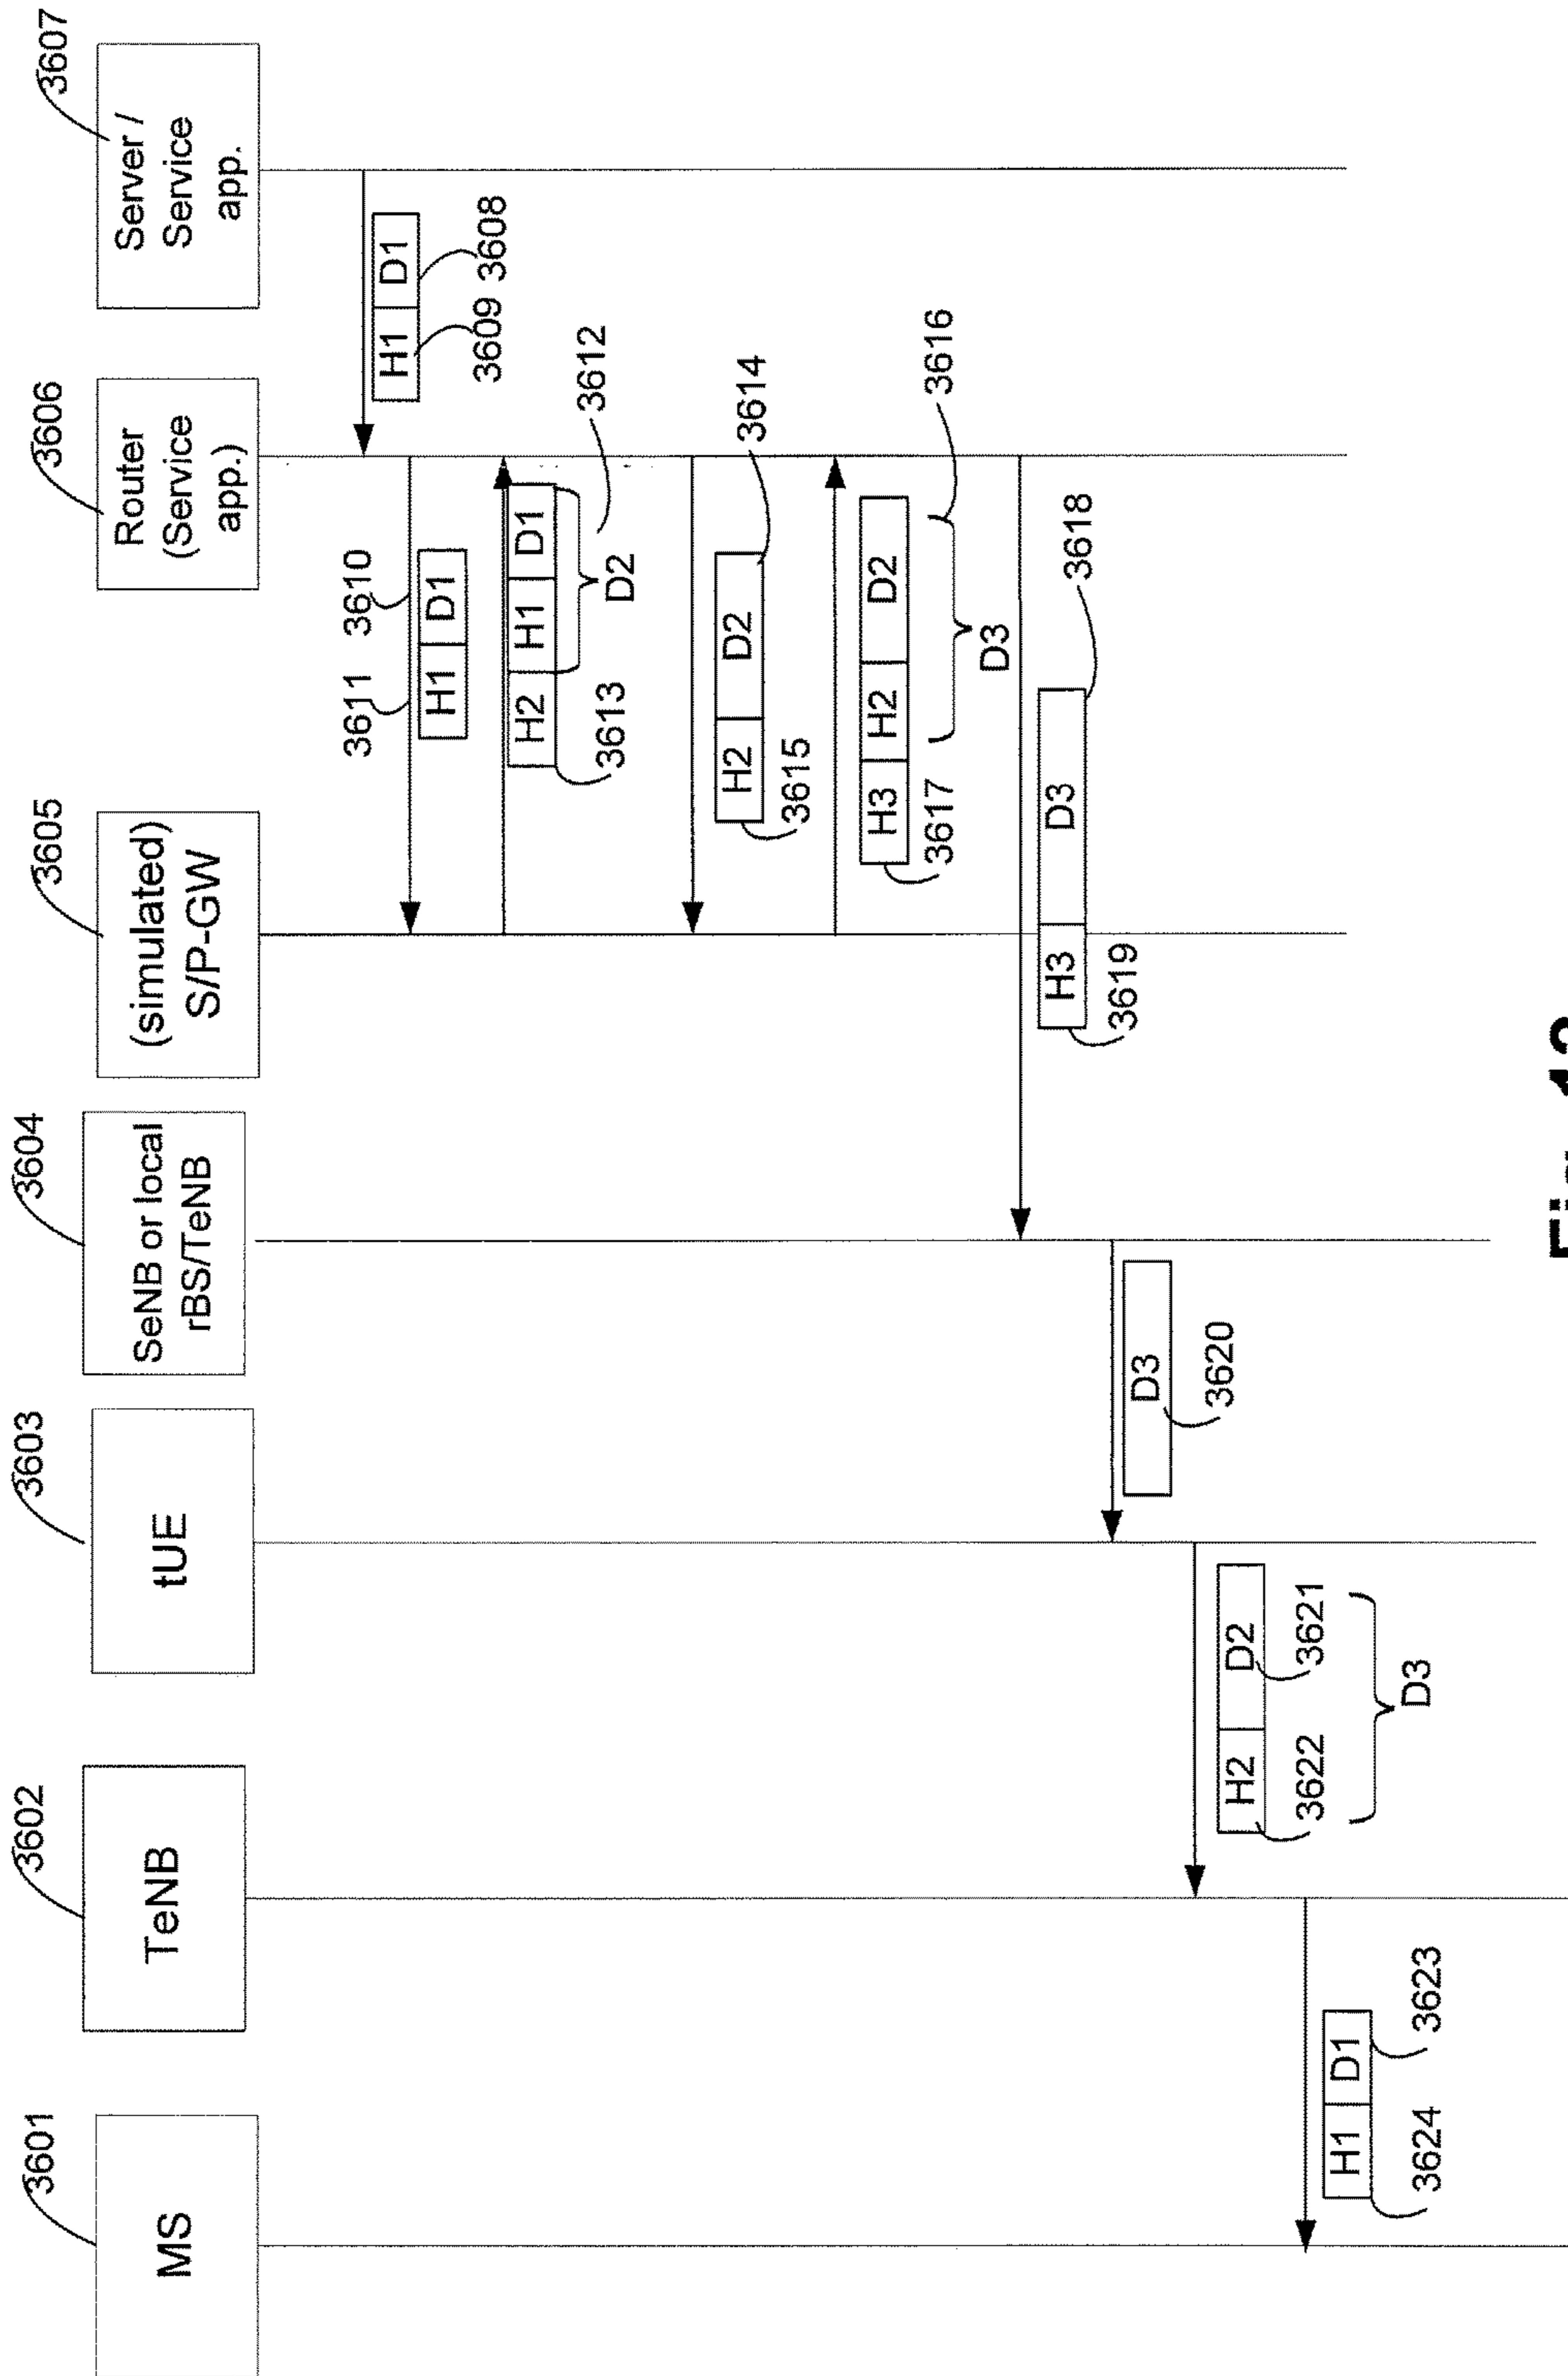 3601
MS
3602
TeNB
3603
tUE
3604
SeNB or local
rBS/TeNB
3605
(simulated)
S/P-GW
3606
Router
(Service
app.)
3607
Server /
Service
app.
H1 D1
3609 3608
3611 3610
H1 D1
H2 H1 D1
3613
D2
3612
H2 D2
3615
3614
H3 H2 D2
3617
D3
3616
H3 D3
3619
3618
D3
3620
H2 D2
3622 3621
D3
H1 D1
3624 3623